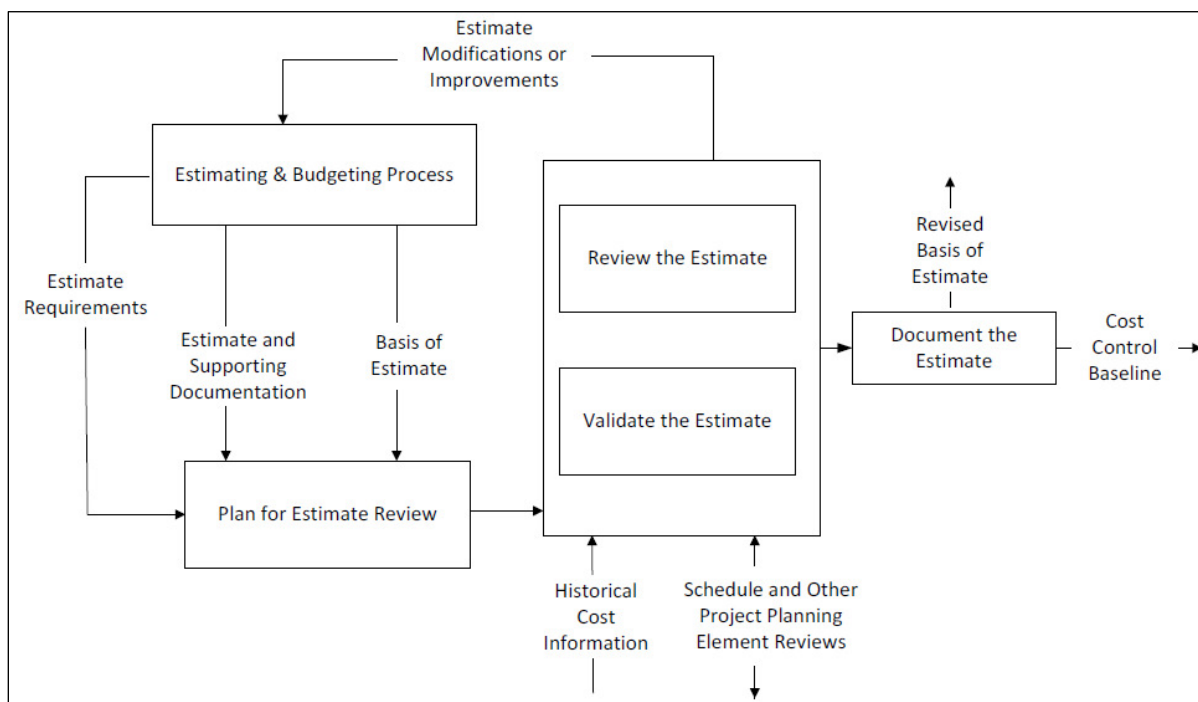 Estimate
Modifications or
Improvements
Estimating & Budgeting Process
Estimate
Requirements
Estimate and
Supporting
Documentation
Basis of
Estimate
Plan for Estimate Review
Review the Estimate
Validate the Estimate
Historical
Cost
Information
Schedule and Other
Project Planning
Element Reviews
Revised
Basis of
Estimate
Document the
Estimate
Cost
Control
Baseline